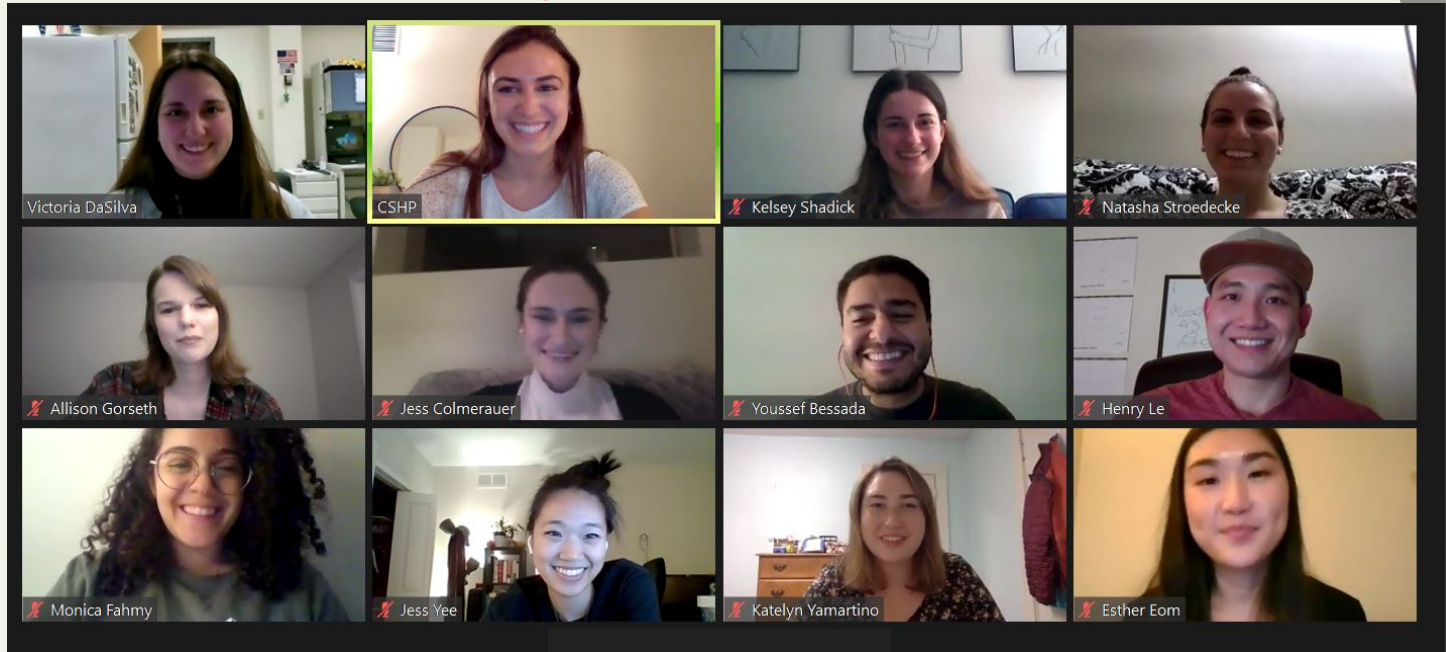 Victoria DaSilva
CSHP
Kelsey Shadick
Natasha Stroedecke
Allison Gorseth
Jess Colmerauer
Youssef Bessada
Henry Le
Monica Fahmy
Jess Yee
Katelyn Yamartino
Esther Eom